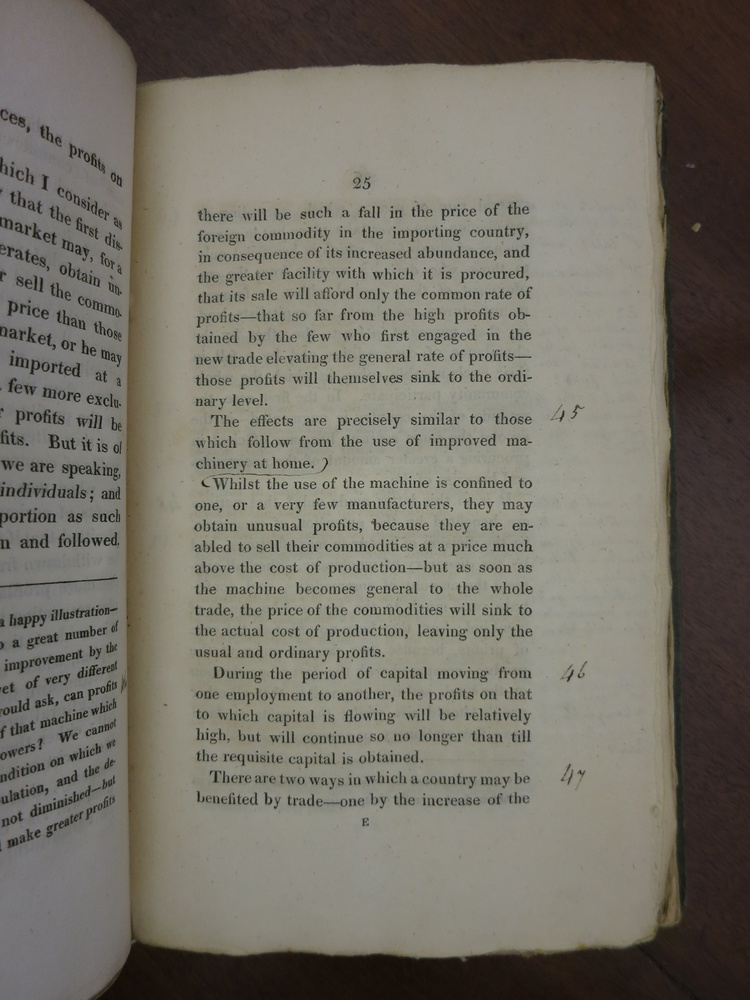 ces, the profits on
hich I consider as
that the first dis-
market may, for a
erates, obtain un-
r sell the commo-
price than those
narket, or he may
imported at a
few more exclu-
r profits will be
fits. But it is of
we are speaking,
individuals; and
portion as such
n and followed,
a happy illustration—
o a great number of
improvement by the
et of very different
ould ask, can profits
f that machine which
owers? We cannot
ndition on which we
ulation, and the de-
not diminished—but
make greater profits
25
there will be such a fall in the price of the
foreign commodity in the importing country,
in consequence of its increased abundance, and
the greater facility with which it is procured,
that its sale will afford only the common rate of
profits—that so far from the high profits ob-
tained by the few who first engaged in the
new trade elevating the general rate of profits—
those profits will themselves sink to the ordi-
nary level.
The effects are precisely similar to those 45
which follow from the use of improved ma-
chinery at home. )
Whilst the use of the machine is confined to
one, or a very few manufacturers, they may
obtain unusual profits, because they are en-
abled to sell their commodities at a price much
above the cost of production—but as soon as
the machine becomes general to the whole
trade, the price of the commodities will sink to
the actual cost of production, leaving only the
usual and ordinary profits.
During the period of capital moving from 46
one employment to another, the profits on that
to which capital is flowing will be relatively
high, but will continue so no longer than till
the requisite capital is obtained.
There are two ways in which a country may be 47
benefited by trade—one by the increase of the
E